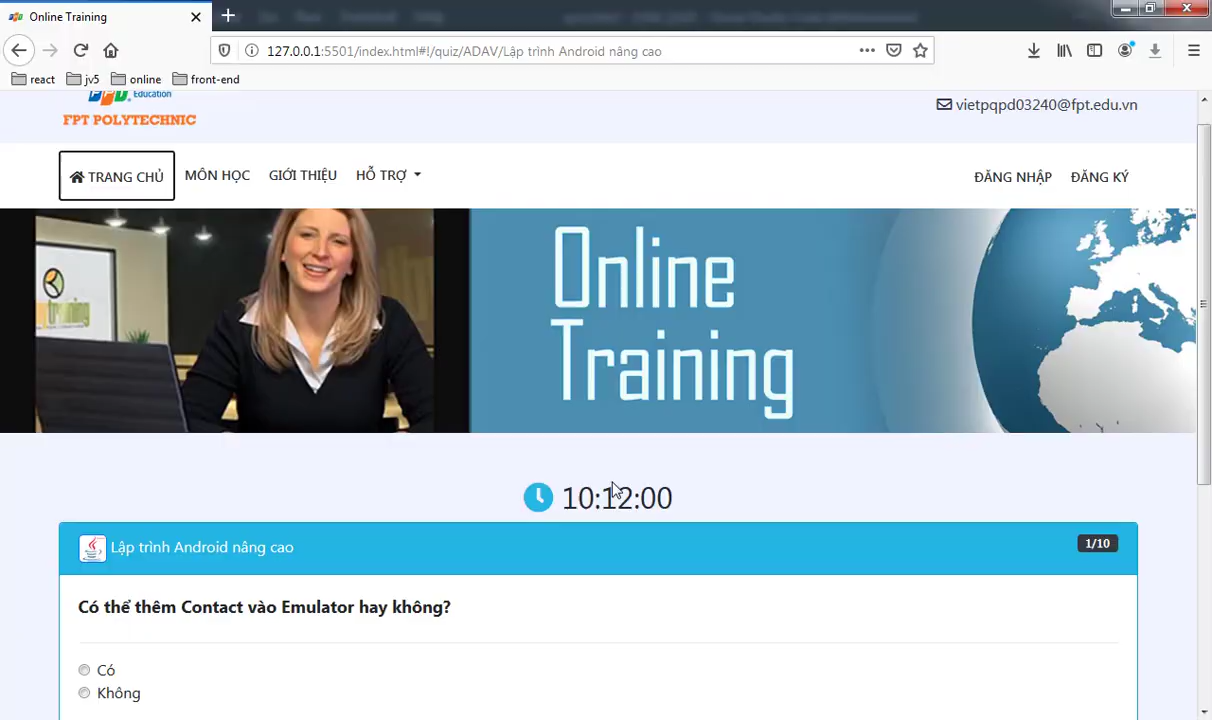 Online Training
127.0.0.1:5501/index.html#!/quiz/ADAV/Lập trình Android nâng cao
react jv5 online front-end
Education
FPT POLYTECHNIC
vietpqpd03240@fpt.edu.vn
TRANG CHỦ MÔN HỌC GIỚI THIỆU HỖ TRỢ ĐĂNG NHẬP ĐĂNG KÝ
Online
Training
training
10:12:00
Lập trình Android nâng cao 1/10
Có thể thêm Contact vào Emulator hay không?
Có
Không